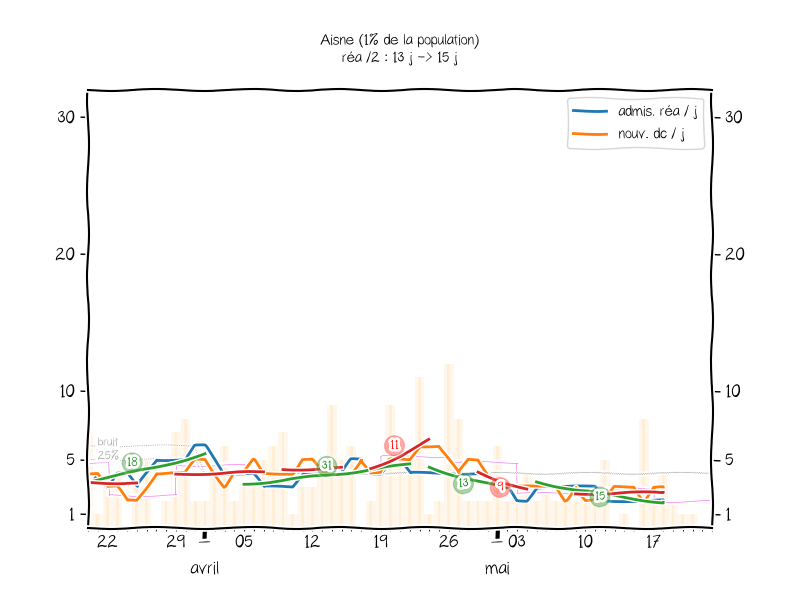 Aisne (1% de la population)
réa /2 : 13 j -> 15 j
admis. réa / j
nouv. dc / j
30 30
20 20
10 10
5 5
1 1
bruit
25%
18
31
11
13
9
15
22 29 05 12 19 26 03 10 17
avril mai